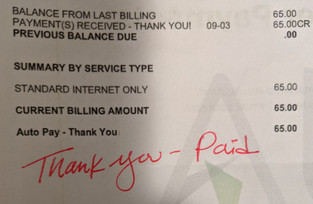 BALANCE FROM LAST BILLING 65.00
PAYMENT(S) RECEIVED - THANK YOU! 09-03 65.00CR
PREVIOUS BALANCE DUE .00
SUMMARY BY SERVICE TYPE
STANDARD INTERNET ONLY 65.00
CURRENT BILLING AMOUNT 65.00
Auto Pay - Thank You 65.00
Thank you - Paid